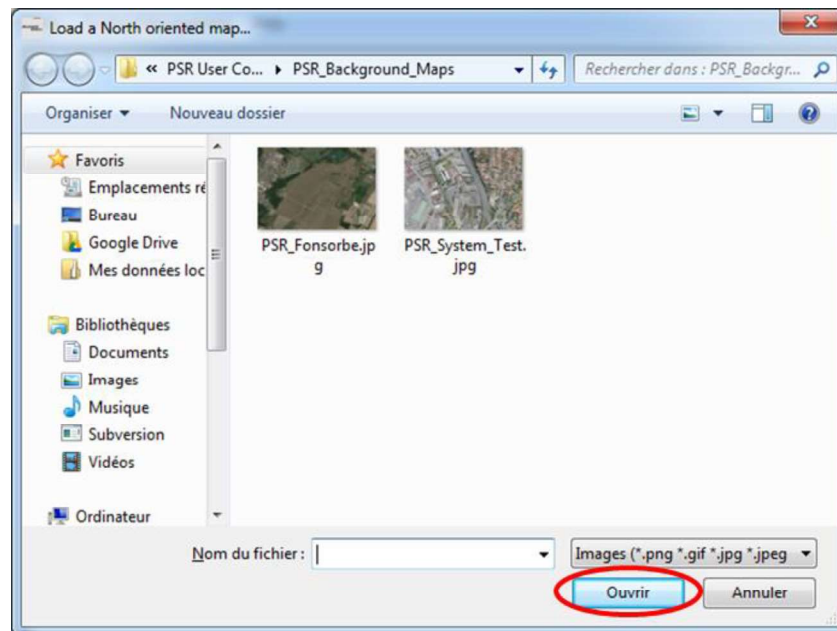 Load a North oriented map...
« PSR User Co... ▸ PSR_Background_Maps
Rechercher dans : PSR_Backgr...
Organiser
Nouveau dossier
Favoris
Emplacements ré
Bureau
Google Drive
Mes données loc
Bibliothèques
Documents
Images
Musique
Subversion
Vidéos
Ordinateur
PSR_Fonsorbe.jp
g
PSR_System_Test.
jpg
Nom du fichier :
Images (*.png *.gif *.jpg *.jpeg
Ouvrir
Annuler